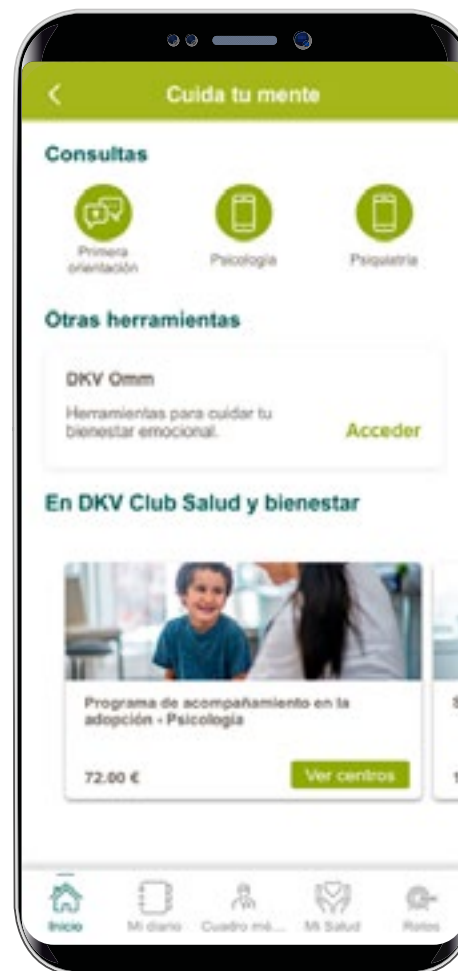 Cuida tu mente
Consultas
Primera
orientación
Psicología
Psiquiatría
Otras herramientas
DKV Omm
Herramientas para cuidar tu
bienestar emocional.
Acceder
En DKV Club Salud y bienestar
Programa de acompañamiento en la
adopción - Psicología
72.00 €
Ver centros
Inicio
Mi diario
Cuadro mé...
Mi Salud
Retos